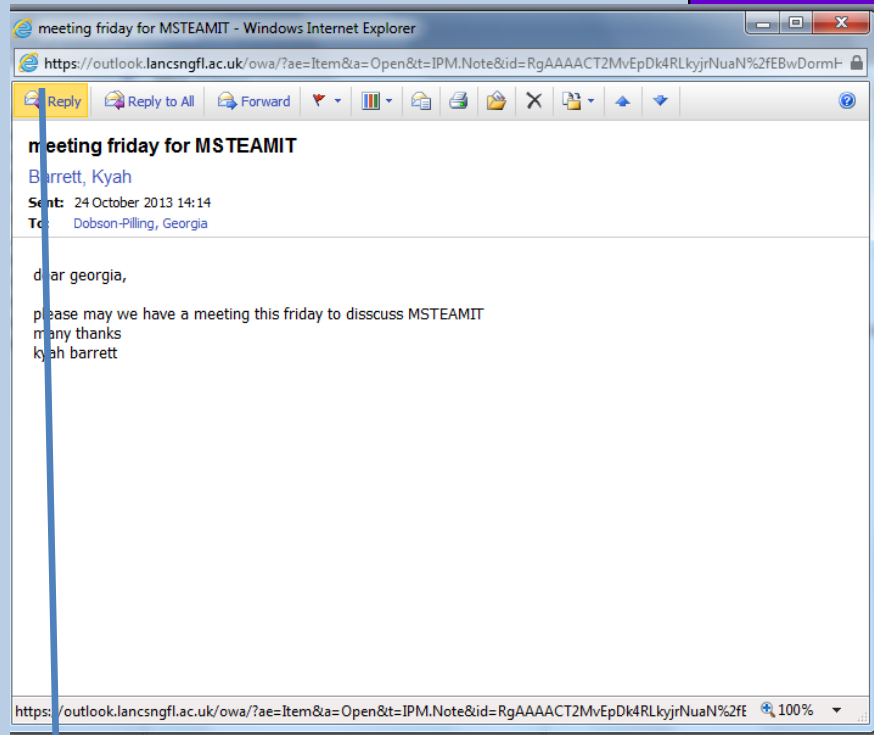 meeting friday for MSTEAMIT - Windows Internet Explorer
https://outlook.lancsngfl.ac.uk/owa/?ae=Item&a=Open&t=IPM.Note&id=RgAAAACT2MvEpDk4RLkyjrNuaN%2fEBwDormH
Reply Reply to All Forward
meeting friday for MSTEAMIT
Barrett, Kyah
Sent: 24 October 2013 14:14
To: Dobson-Pilling, Georgia
dear georgia,
please may we have a meeting this friday to disscuss MSTEAMIT
many thanks
kyah barrett
https://outlook.lancsngfl.ac.uk/owa/?ae=Item&a=Open&t=IPM.Note&id=RgAAAACT2MvEpDk4RLkyjrNuaN%2fE 100%